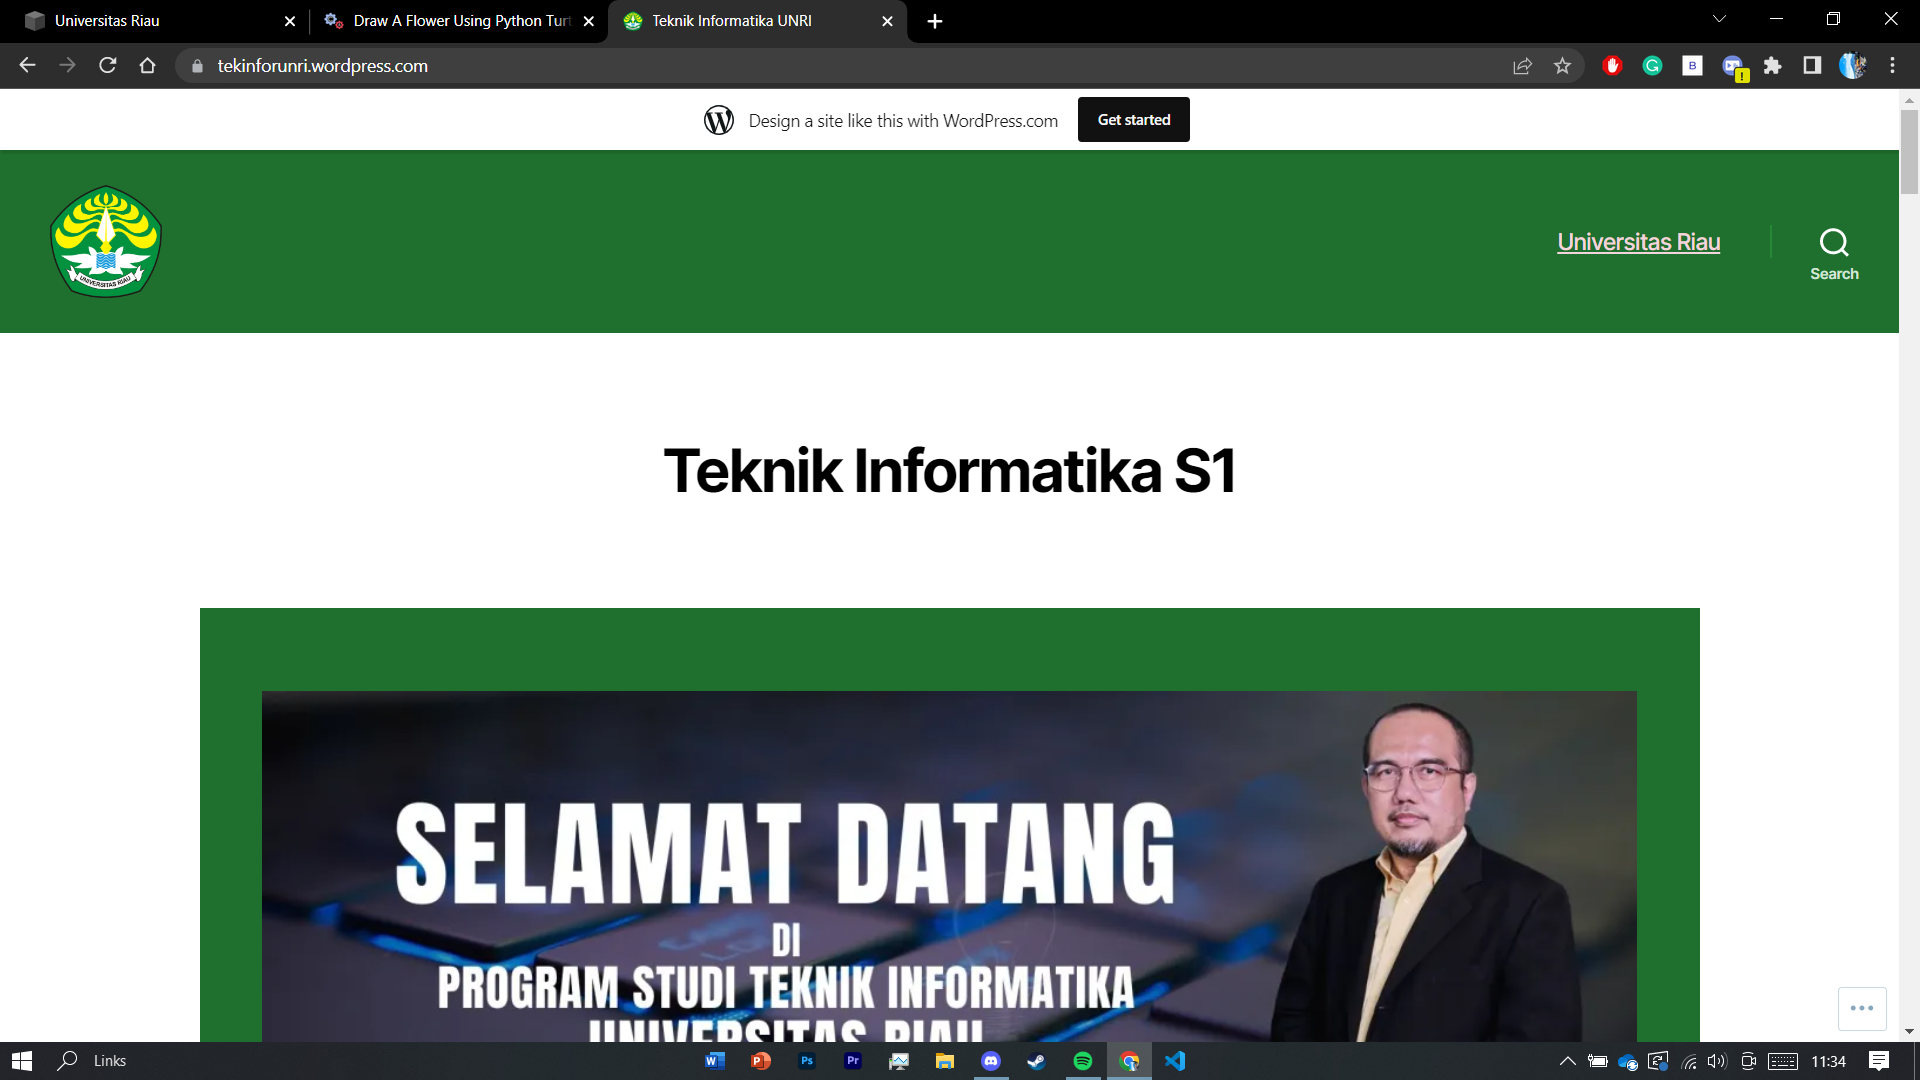 Universitas Riau
Draw A Flower Using Python Turt
Teknik Informatika UNRI
tekinforunri.wordpress.com
Design a site like this with WordPress.com
Get started
UNIVERSITAS RIAU
Universitas Riau
Search
Teknik Informatika S1
SELAMAT DATANG
DI
PROGRAM STUDI TEKNIK INFORMATIKA
UNIVERSITAS RIAU
Links
11:34